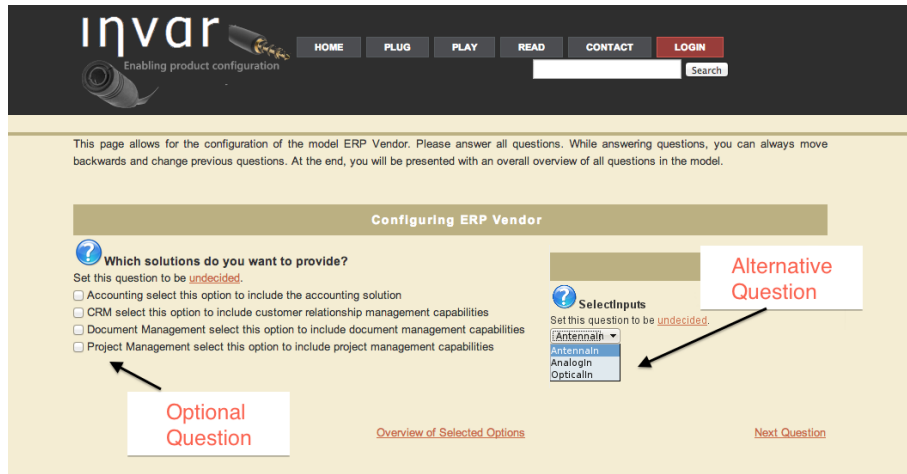 ınvar
Enabling product configuration
HOME PLUG PLAY READ CONTACT LOGIN
Search
This page allows for the configuration of the model ERP Vendor. Please answer all questions. While answering questions, you can always move
backwards and change previous questions. At the end, you will be presented with an overall overview of all questions in the model.
Configuring ERP Vendor
Which solutions do you want to provide?
Set this question to be undecided.
Accounting select this option to include the accounting solution
CRM select this option to include customer relationship management capabilities
Document Management select this option to include document management capabilities
Project Management select this option to include project management capabilities
Optional
Question
Alternative
Question
SelectInputs
Set this question to be undecided.
AntennaIn
AntennaIn
AnalogIn
OpticalIn
Overview of Selected Options
Next Question